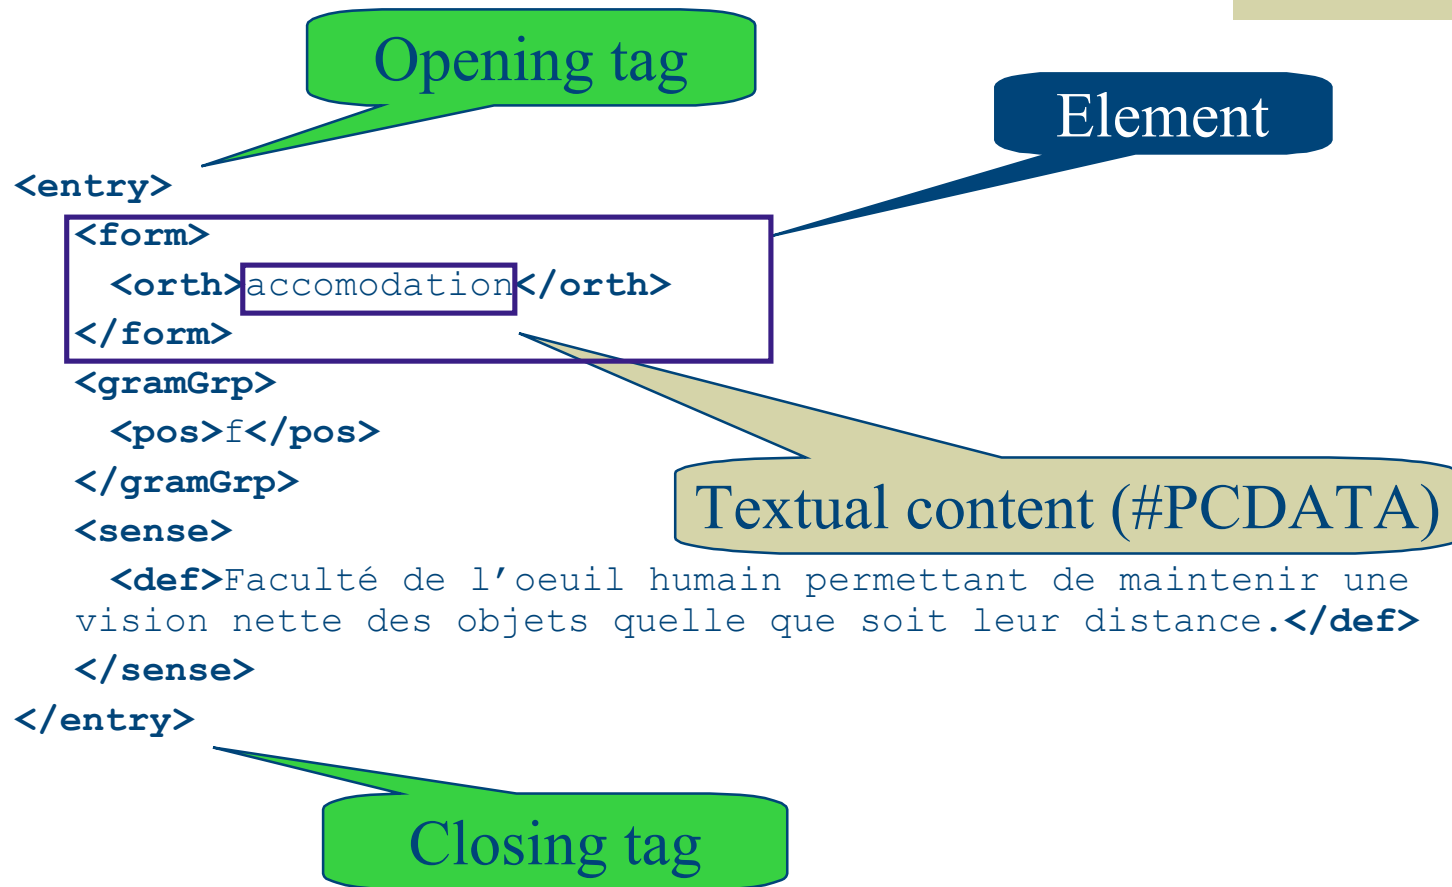 Opening tag
Element
<entry>
<form>
<orth>accomodation</orth>
</form>
<gramGrp>
<pos>f</pos>
</gramGrp>
Textual content (#PCDATA)
<sense>
<def>Faculté de l’oeuil humain permettant de maintenir une
vision nette des objets quelle que soit leur distance.</def>
</sense>
</entry>
Closing tag